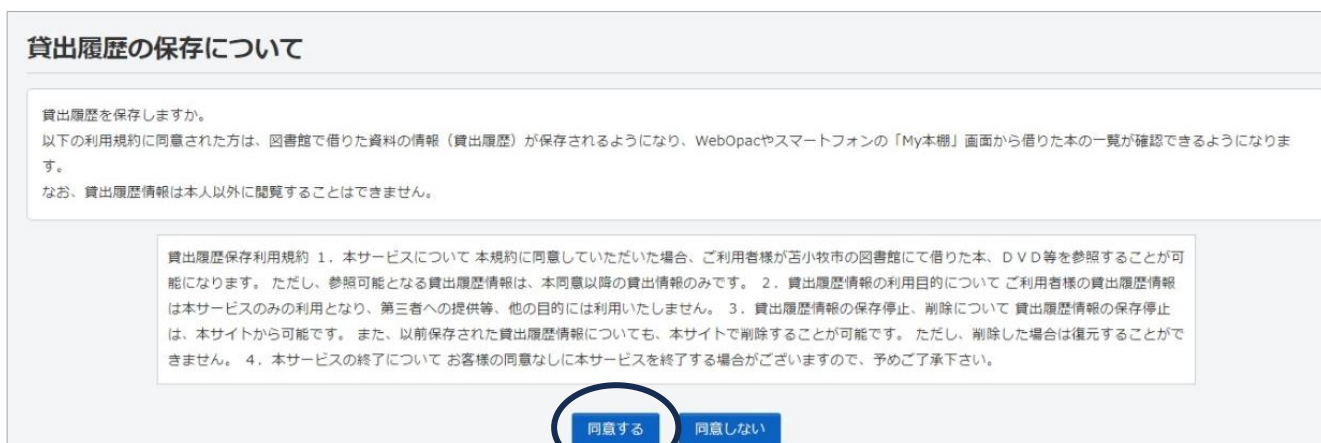 貸出履歴の保存について
貸出履歴を保存しますか。
以下の利用規約に同意された方は、図書館で借りた資料の情報（貸出履歴）が保存されるようになり、WebOpacやスマートフォンの「My本棚」画面から借りた本の一覧が確認できるようになりま
す。
なお、貸出履歴情報は本人以外に閲覧することはできません。
貸出履歴保存利用規約 １．本サービスについて 本規約に同意していただいた場合、ご利用者様が苫小牧市の図書館にて借りた本、ＤＶＤ等を参照することが可
能になります。 ただし、参照可能となる貸出履歴情報は、本同意以降の貸出情報のみです。 ２．貸出履歴情報の利用目的について ご利用者様の貸出履歴情報
は本サービスのみの利用となり、第三者への提供等、他の目的には利用いたしません。 ３．貸出履歴情報の保存停止、削除について 貸出履歴情報の保存停止
は、本サイトから可能です。 また、以前保存された貸出履歴情報についても、本サイトで削除することが可能です。 ただし、削除した場合は復元することがで
きません。 ４．本サービスの終了について お客様の同意なしに本サービスを終了する場合がございますので、予めご了承下さい。
同意する 同意しない